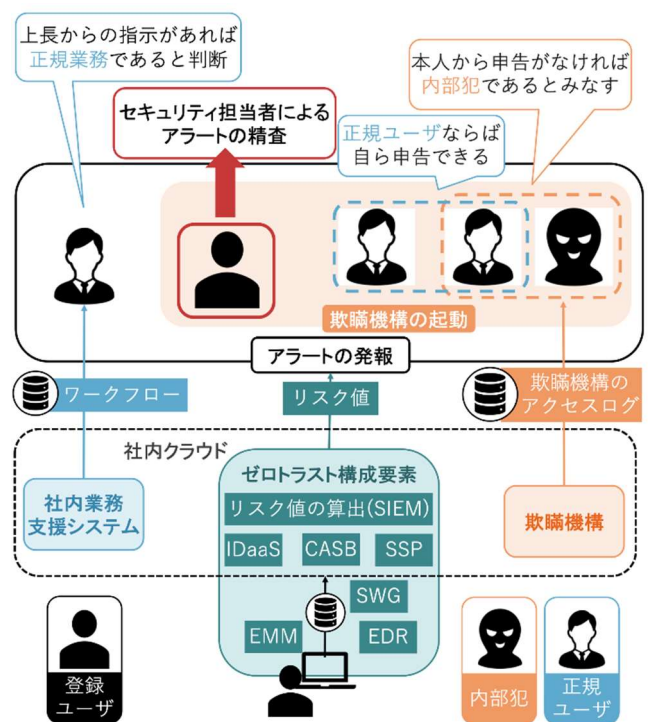 上長からの指示があれば
正規業務であると判断
本人から申告がなければ
内部犯であるとみなす
セキュリティ担当者による
アラートの精査
正規ユーザならば
自ら申告できる
欺瞞機構の起動
アラートの発報
ワークフロー
リスク値
欺瞞機構の
アクセスログ
社内クラウド
ゼロトラスト構成要素
社内業務
支援システム
リスク値の算出(SIEM)
欺瞞機構
IDaaS
CASB
SSP
SWG
EMM
EDR
登録
ユーザ
内部犯
正規
ユーザ